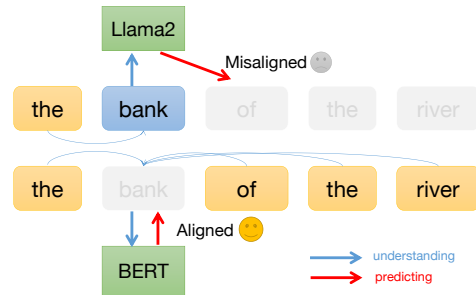 Llama2
Misaligned
the bank of the river
the bank of the river
Aligned
BERT
understanding
predicting